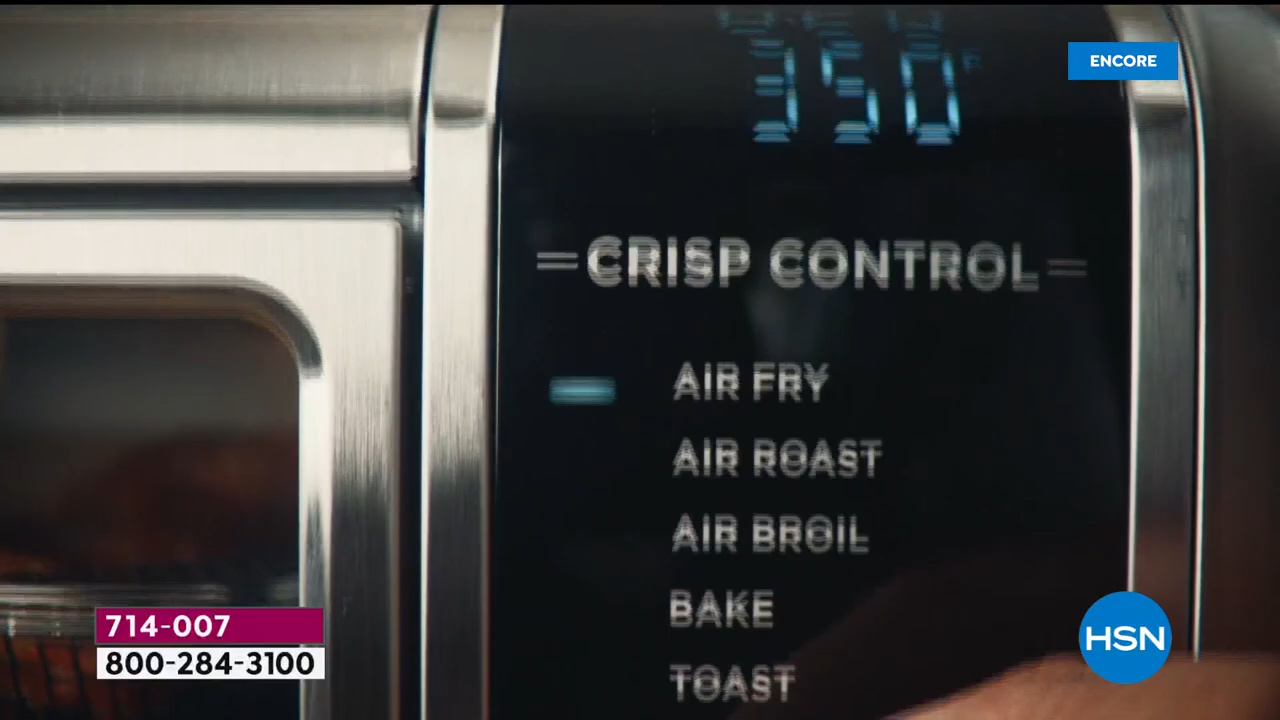 350°F
ENCORE
CRISP CONTROL
AIR FRY
AIR ROAST
AIR BROIL
BAKE
TOAST
714-007
800-284-3100
HSN